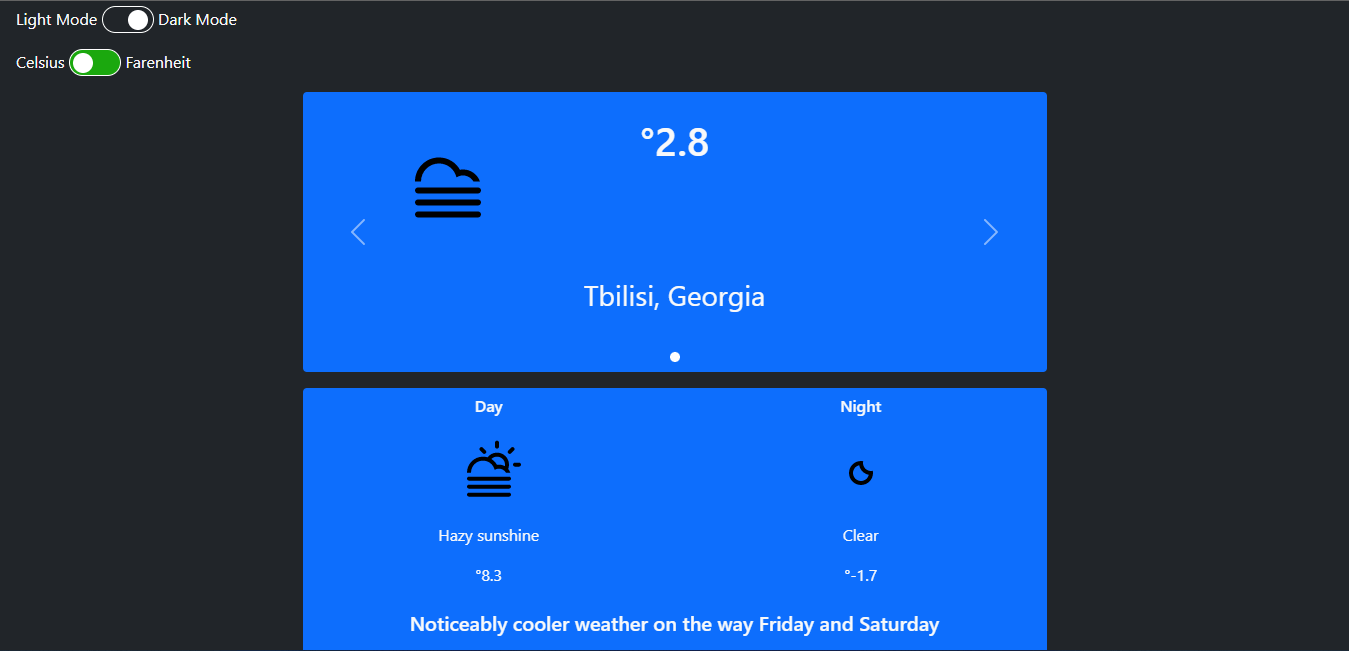 Light Mode Dark Mode
Celsius Farenheit
°2.8
Tbilisi, Georgia
Day Night
Hazy sunshine Clear
°8.3 °-1.7
Noticeably cooler weather on the way Friday and Saturday